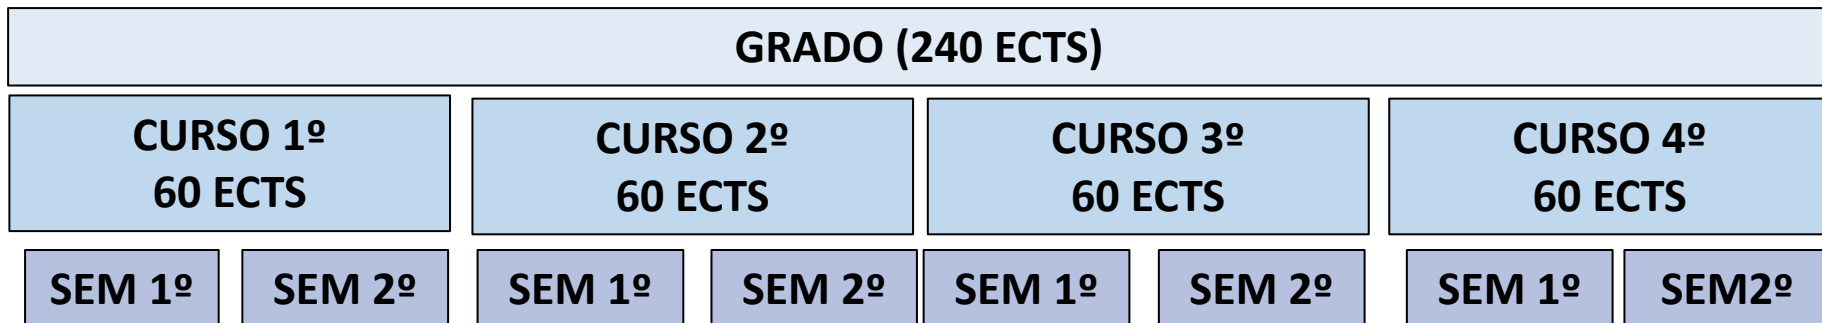 GRADO (240 ECTS)
CURSO 1º
60 ECTS
CURSO 2º
60 ECTS
CURSO 3º
60 ECTS
CURSO 4º
60 ECTS
SEM 1º
SEM 2º
SEM 1º
SEM 2º
SEM 1º
SEM 2º
SEM 1º
SEM2º